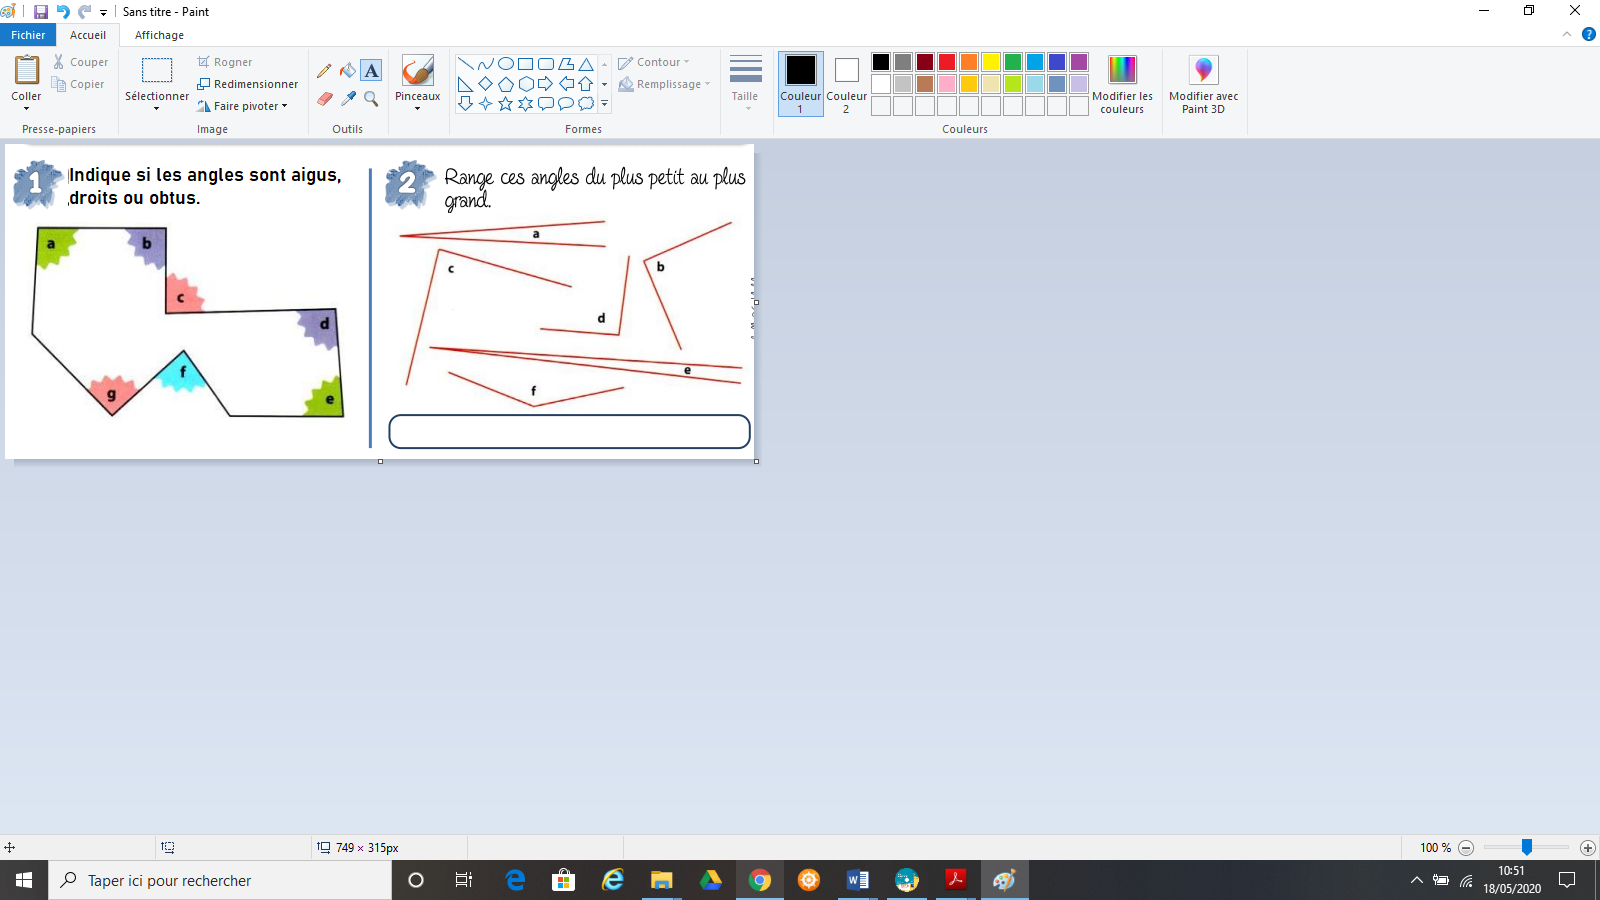 Sans titre - Paint
Fichier Accueil Affichage
Coller
Couper
Copier
Presse-papiers
Sélectionner
Rogner
Redimensionner
Faire pivoter
Image
A
Outils
Pinceaux
Contour
Remplissage
Formes
Taille
Couleur 1
Couleur 2
Modifier les couleurs
Couleurs
Modifier avec Paint 3D
1 Indique si les angles sont aigus,
droits ou obtus.
a b
c
d
f
g e
2 Range ces angles du plus petit au plus
grand.
a
c b
d
e
f
749 × 315px
100 %
Taper ici pour rechercher
10:51
18/05/2020